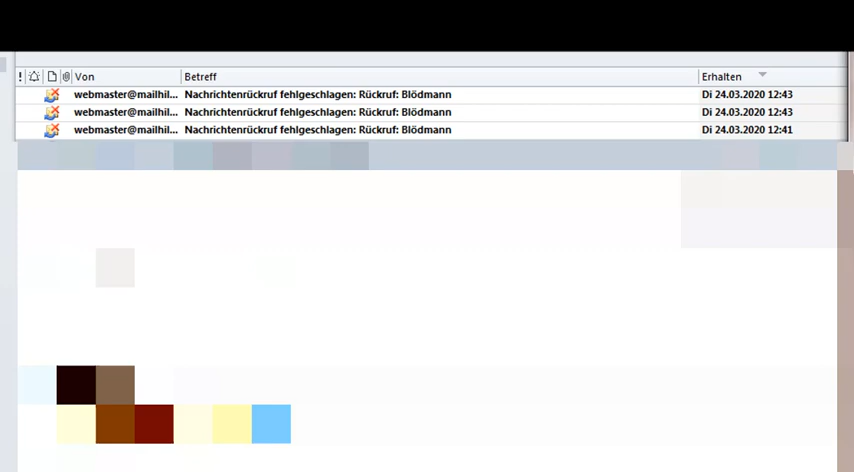 ! Von Betreff Erhalten
webmaster@mailhil... Nachrichtenrückruf fehlgeschlagen: Rückruf: Blödmann Di 24.03.2020 12:43
webmaster@mailhil... Nachrichtenrückruf fehlgeschlagen: Rückruf: Blödmann Di 24.03.2020 12:43
webmaster@mailhil... Nachrichtenrückruf fehlgeschlagen: Rückruf: Blödmann Di 24.03.2020 12:41